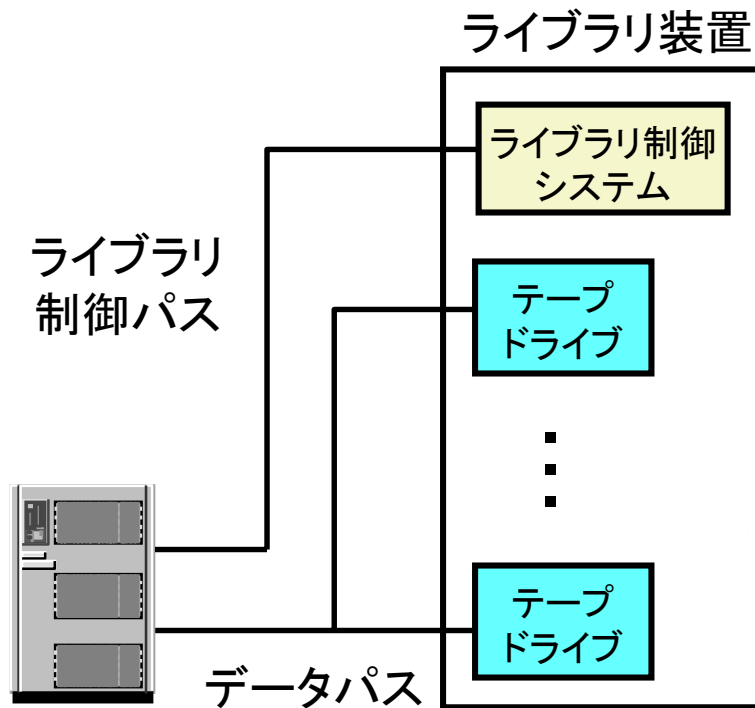 ライブラリ装置
ライブラリ制御
システム
ライブラリ
制御パス
テープ
ドライブ
テープ
ドライブ
データパス